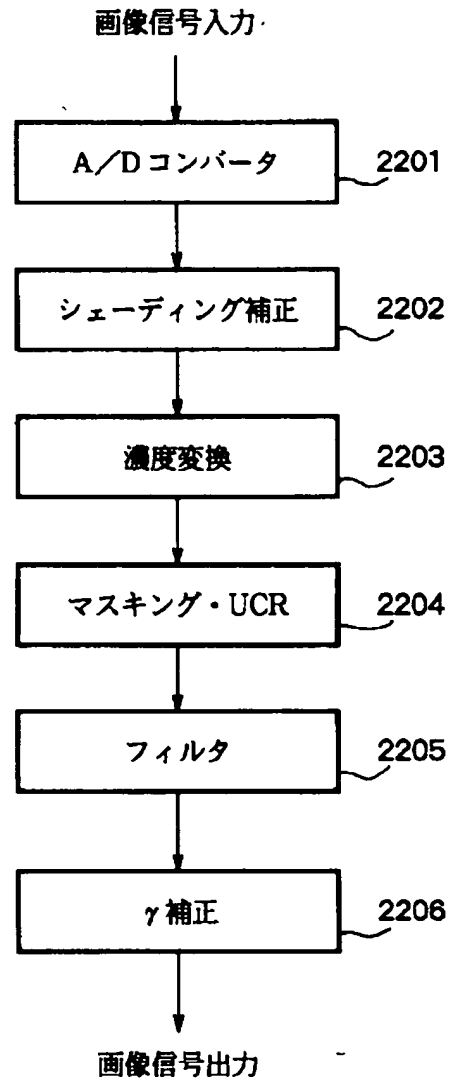 画像信号入力
A/Dコンバータ 2201
シェーディング補正 2202
濃度変換 2203
マスキング・UCR 2204
フィルタ 2205
γ補正 2206
画像信号出力